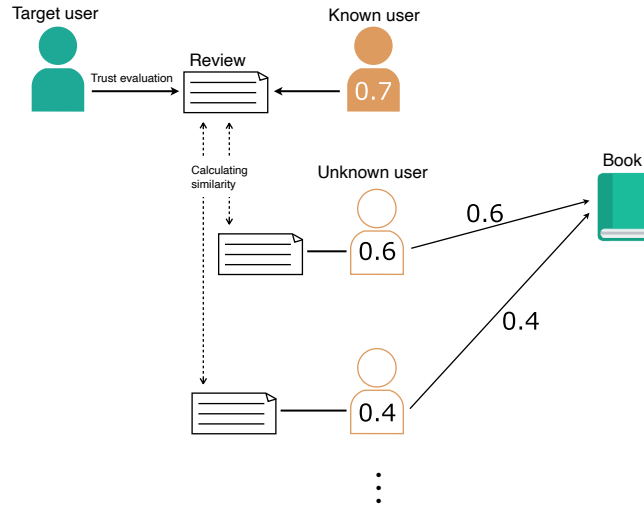 Target user
Known user
Review
Trust evaluation
0.7
Calculating
similarity
Unknown user
Book
0.6
0.6
0.4
0.4